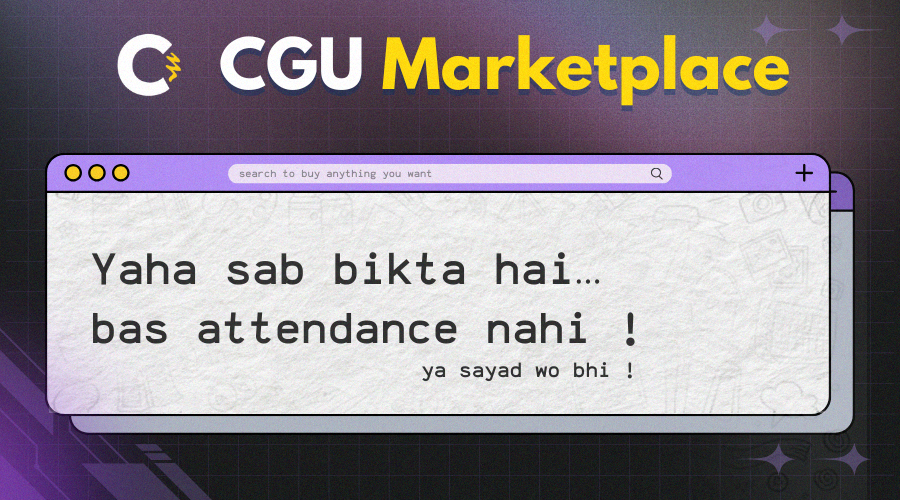 C CGU Marketplace
search to buy anything you want
Yaha sab bikta hai...
bas attendance nahi !
ya sayad wo bhi !